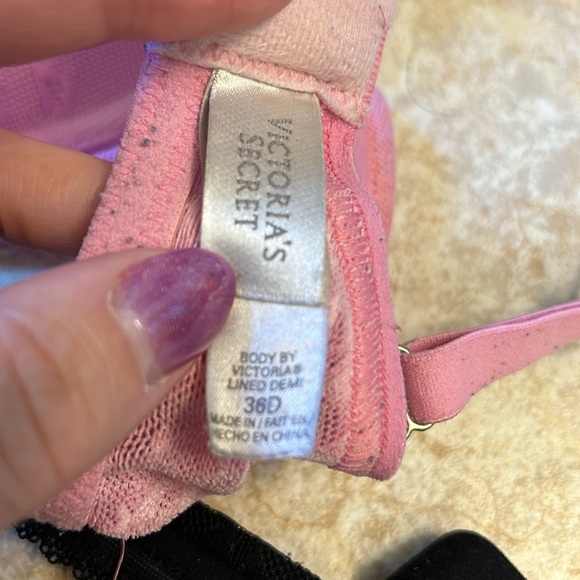 VICTORIA'S
SECRET
BODY BY
VICTORIA®
LINED DEMI
36D
MADE IN / FAIT EN /
HECHO EN CHINA